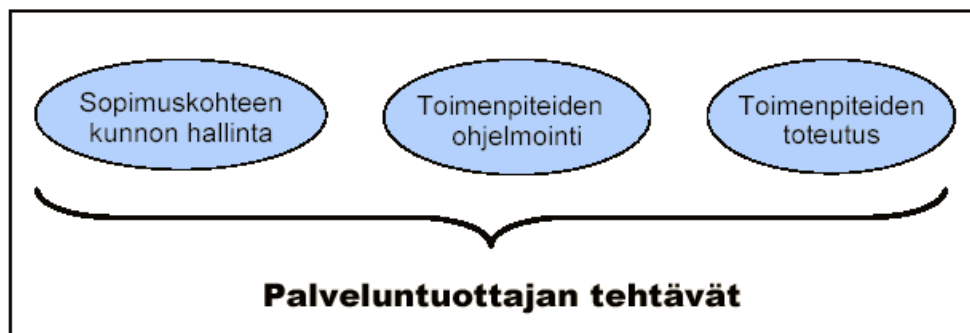 Sopimuskohteen
kunnon hallinta
Toimenpiteiden
ohjelmointi
Toimenpiteiden
toteutus
Palveluntuottajan tehtävät